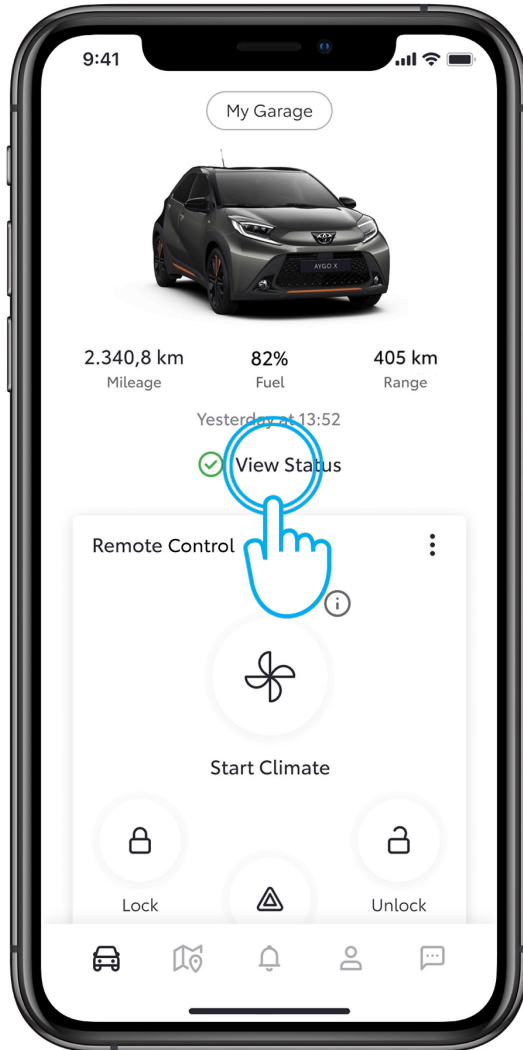 9:41
My Garage
AYGO X
2.340,8 km 82% 405 km
Mileage Fuel Range
Yesterday at 13:52
View Status
Remote Control
Start Climate
Lock Unlock